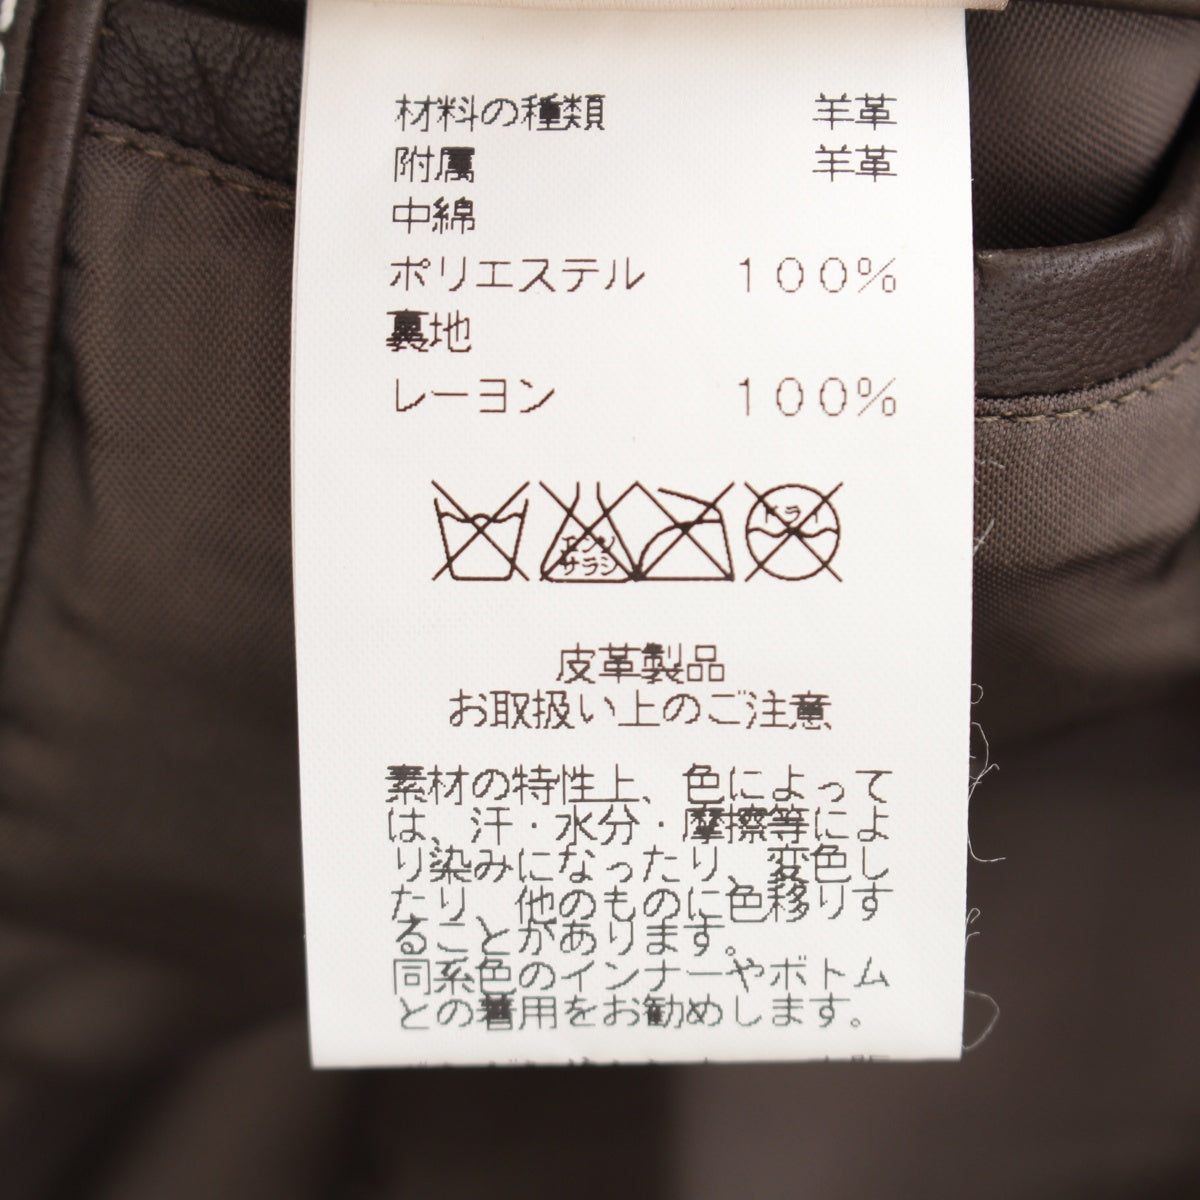 材料の種類 羊革
附属 羊革
中綿
ポリエステル 100%
裏地
レーヨン 100%
エンソ
サラシ
ドライ
皮革製品
お取扱い上のご注意
素材の特性上、色によって
は、汗・水分・摩擦等によ
り染みになったり、変色し
たり、他のものに色移りす
ることがあります。
同系色のインナーやボトム
との着用をお勧めします。